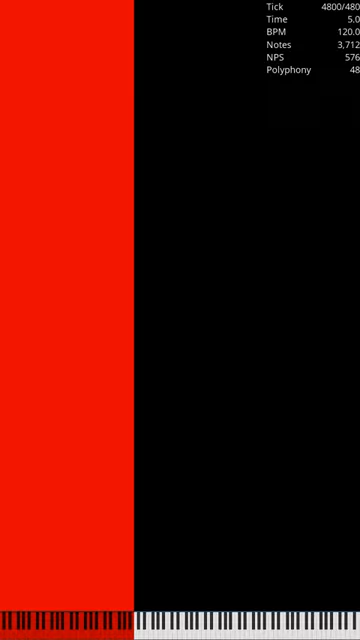 Tick 4800/480
Time 5.0
BPM 120.0
Notes 3,712
NPS 576
Polyphony 48